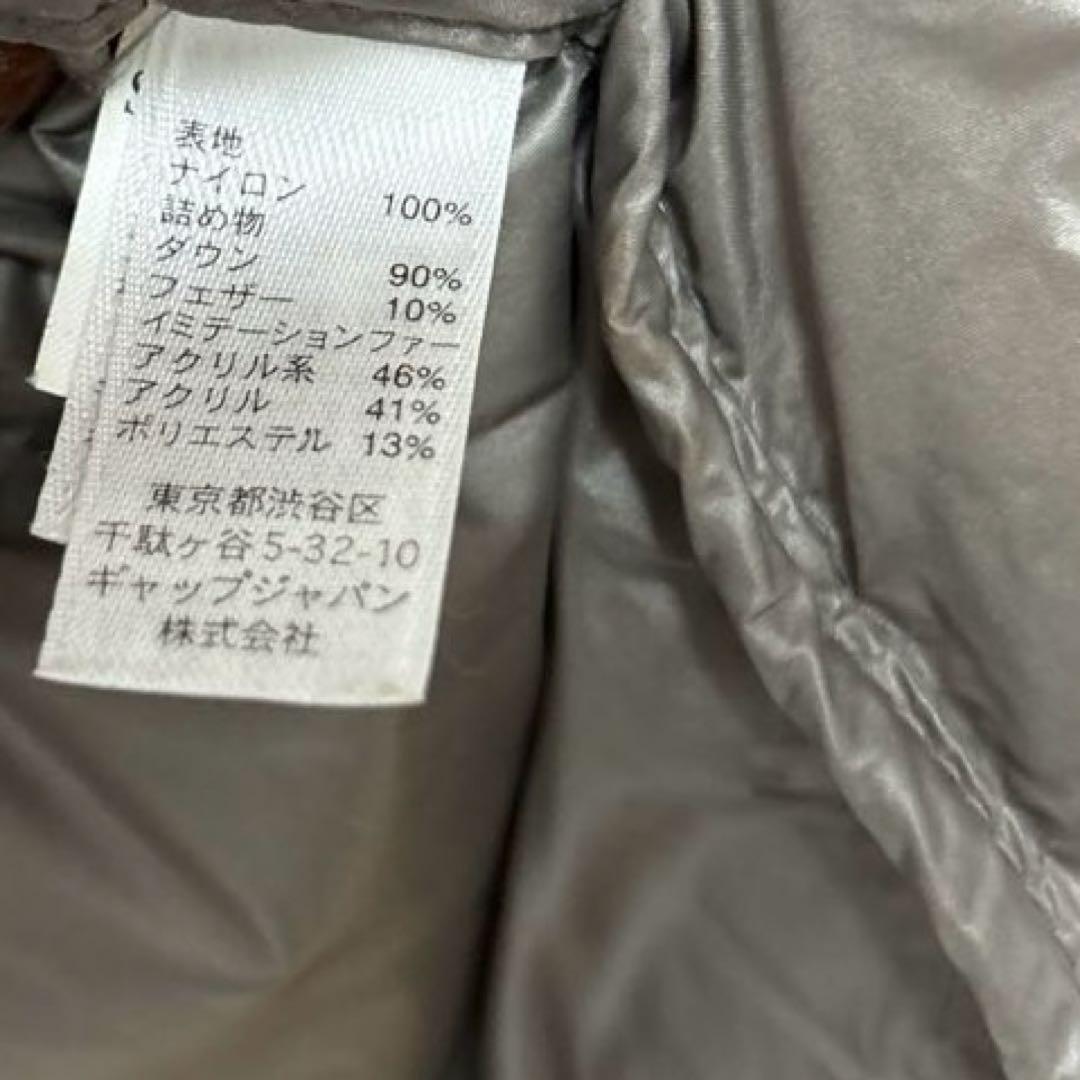 表地
ナイロン 100%
詰め物
ダウン 90%
フェザー 10%
イミテーションファー
アクリル系 46%
アクリル 41%
ポリエステル 13%
東京都渋谷区
千駄ヶ谷5-32-10
ギャップジャパン
株式会社